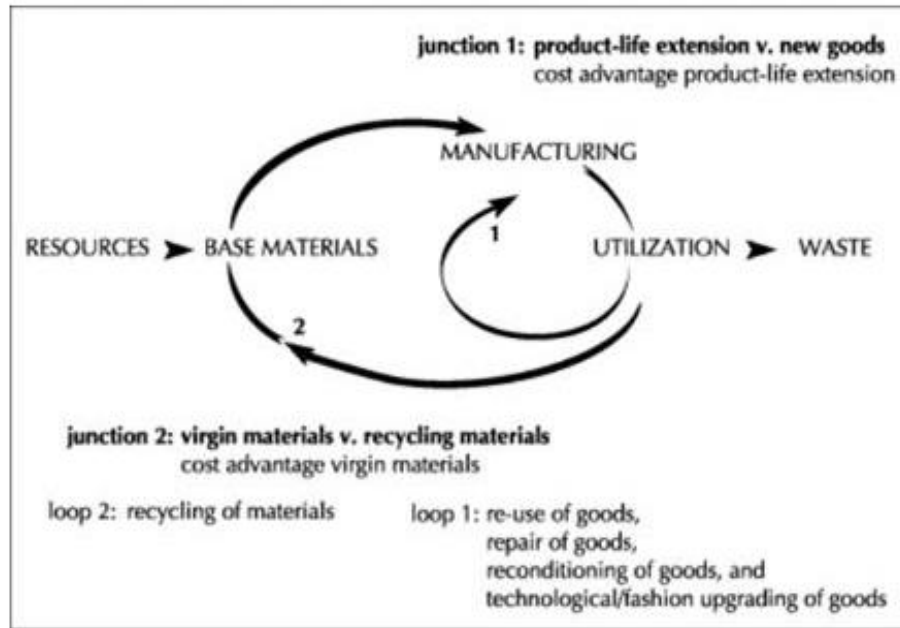 junction 1: product-life extension v. new goods
cost advantage product-life extension
MANUFACTURING
1
RESOURCES
BASE MATERIALS
UTILIZATION
WASTE
2
junction 2: virgin materials v. recycling materials
cost advantage virgin materials
loop 2: recycling of materials
loop 1: re-use of goods,
repair of goods,
reconditioning of goods, and
technological/fashion upgrading of goods